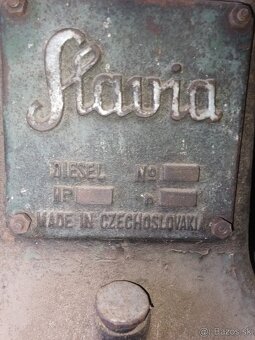 Slavia
DIESEL No
HP n
MADE IN CZECHOSLOVAKIA
© Bazos.sk